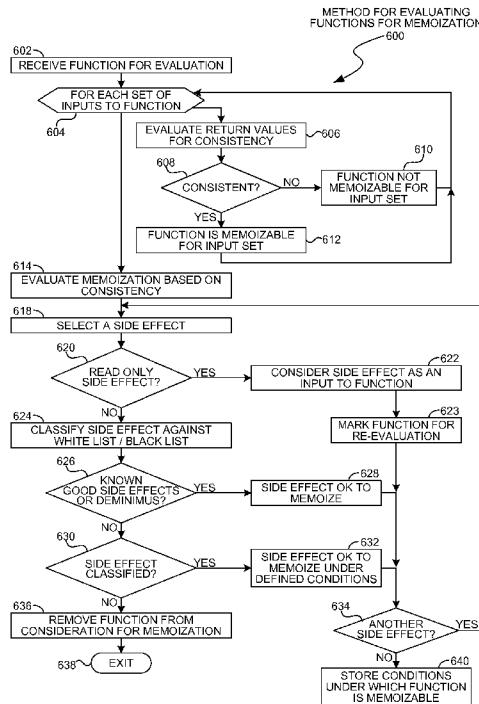 METHOD FOR EVALUATING
FUNCTIONS FOR MEMOIZATION
600
602
RECEIVE FUNCTION FOR EVALUATION
FOR EACH SET OF
INPUTS TO FUNCTION
604
EVALUATE RETURN VALUES
FOR CONSISTENCY
606
608
CONSISTENT?
NO
610
FUNCTION NOT
MEMOIZABLE FOR
INPUT SET
YES
FUNCTION IS MEMOIZABLE
FOR INPUT SET
612
614
EVALUATE MEMOIZATION BASED ON
CONSISTENCY
618
SELECT A SIDE EFFECT
620
READ ONLY
SIDE EFFECT?
YES
622
CONSIDER SIDE EFFECT AS AN
INPUT TO FUNCTION
NO
623
MARK FUNCTION FOR
RE-EVALUATION
624
CLASSIFY SIDE EFFECT AGAINST
WHITE LIST / BLACK LIST
626
KNOWN
GOOD SIDE EFFECTS
OR DEMINIMUS?
YES
628
SIDE EFFECT OK TO
MEMOIZE
NO
630
SIDE EFFECT
CLASSIFIED?
YES
632
SIDE EFFECT OK TO
MEMOIZE UNDER
DEFINED CONDITIONS
NO
636
REMOVE FUNCTION FROM
CONSIDERATION FOR MEMOIZATION
634
ANOTHER
SIDE EFFECT?
YES
638
EXIT
NO
640
STORE CONDITIONS
UNDER WHICH FUNCTION
IS MEMOIZABLE